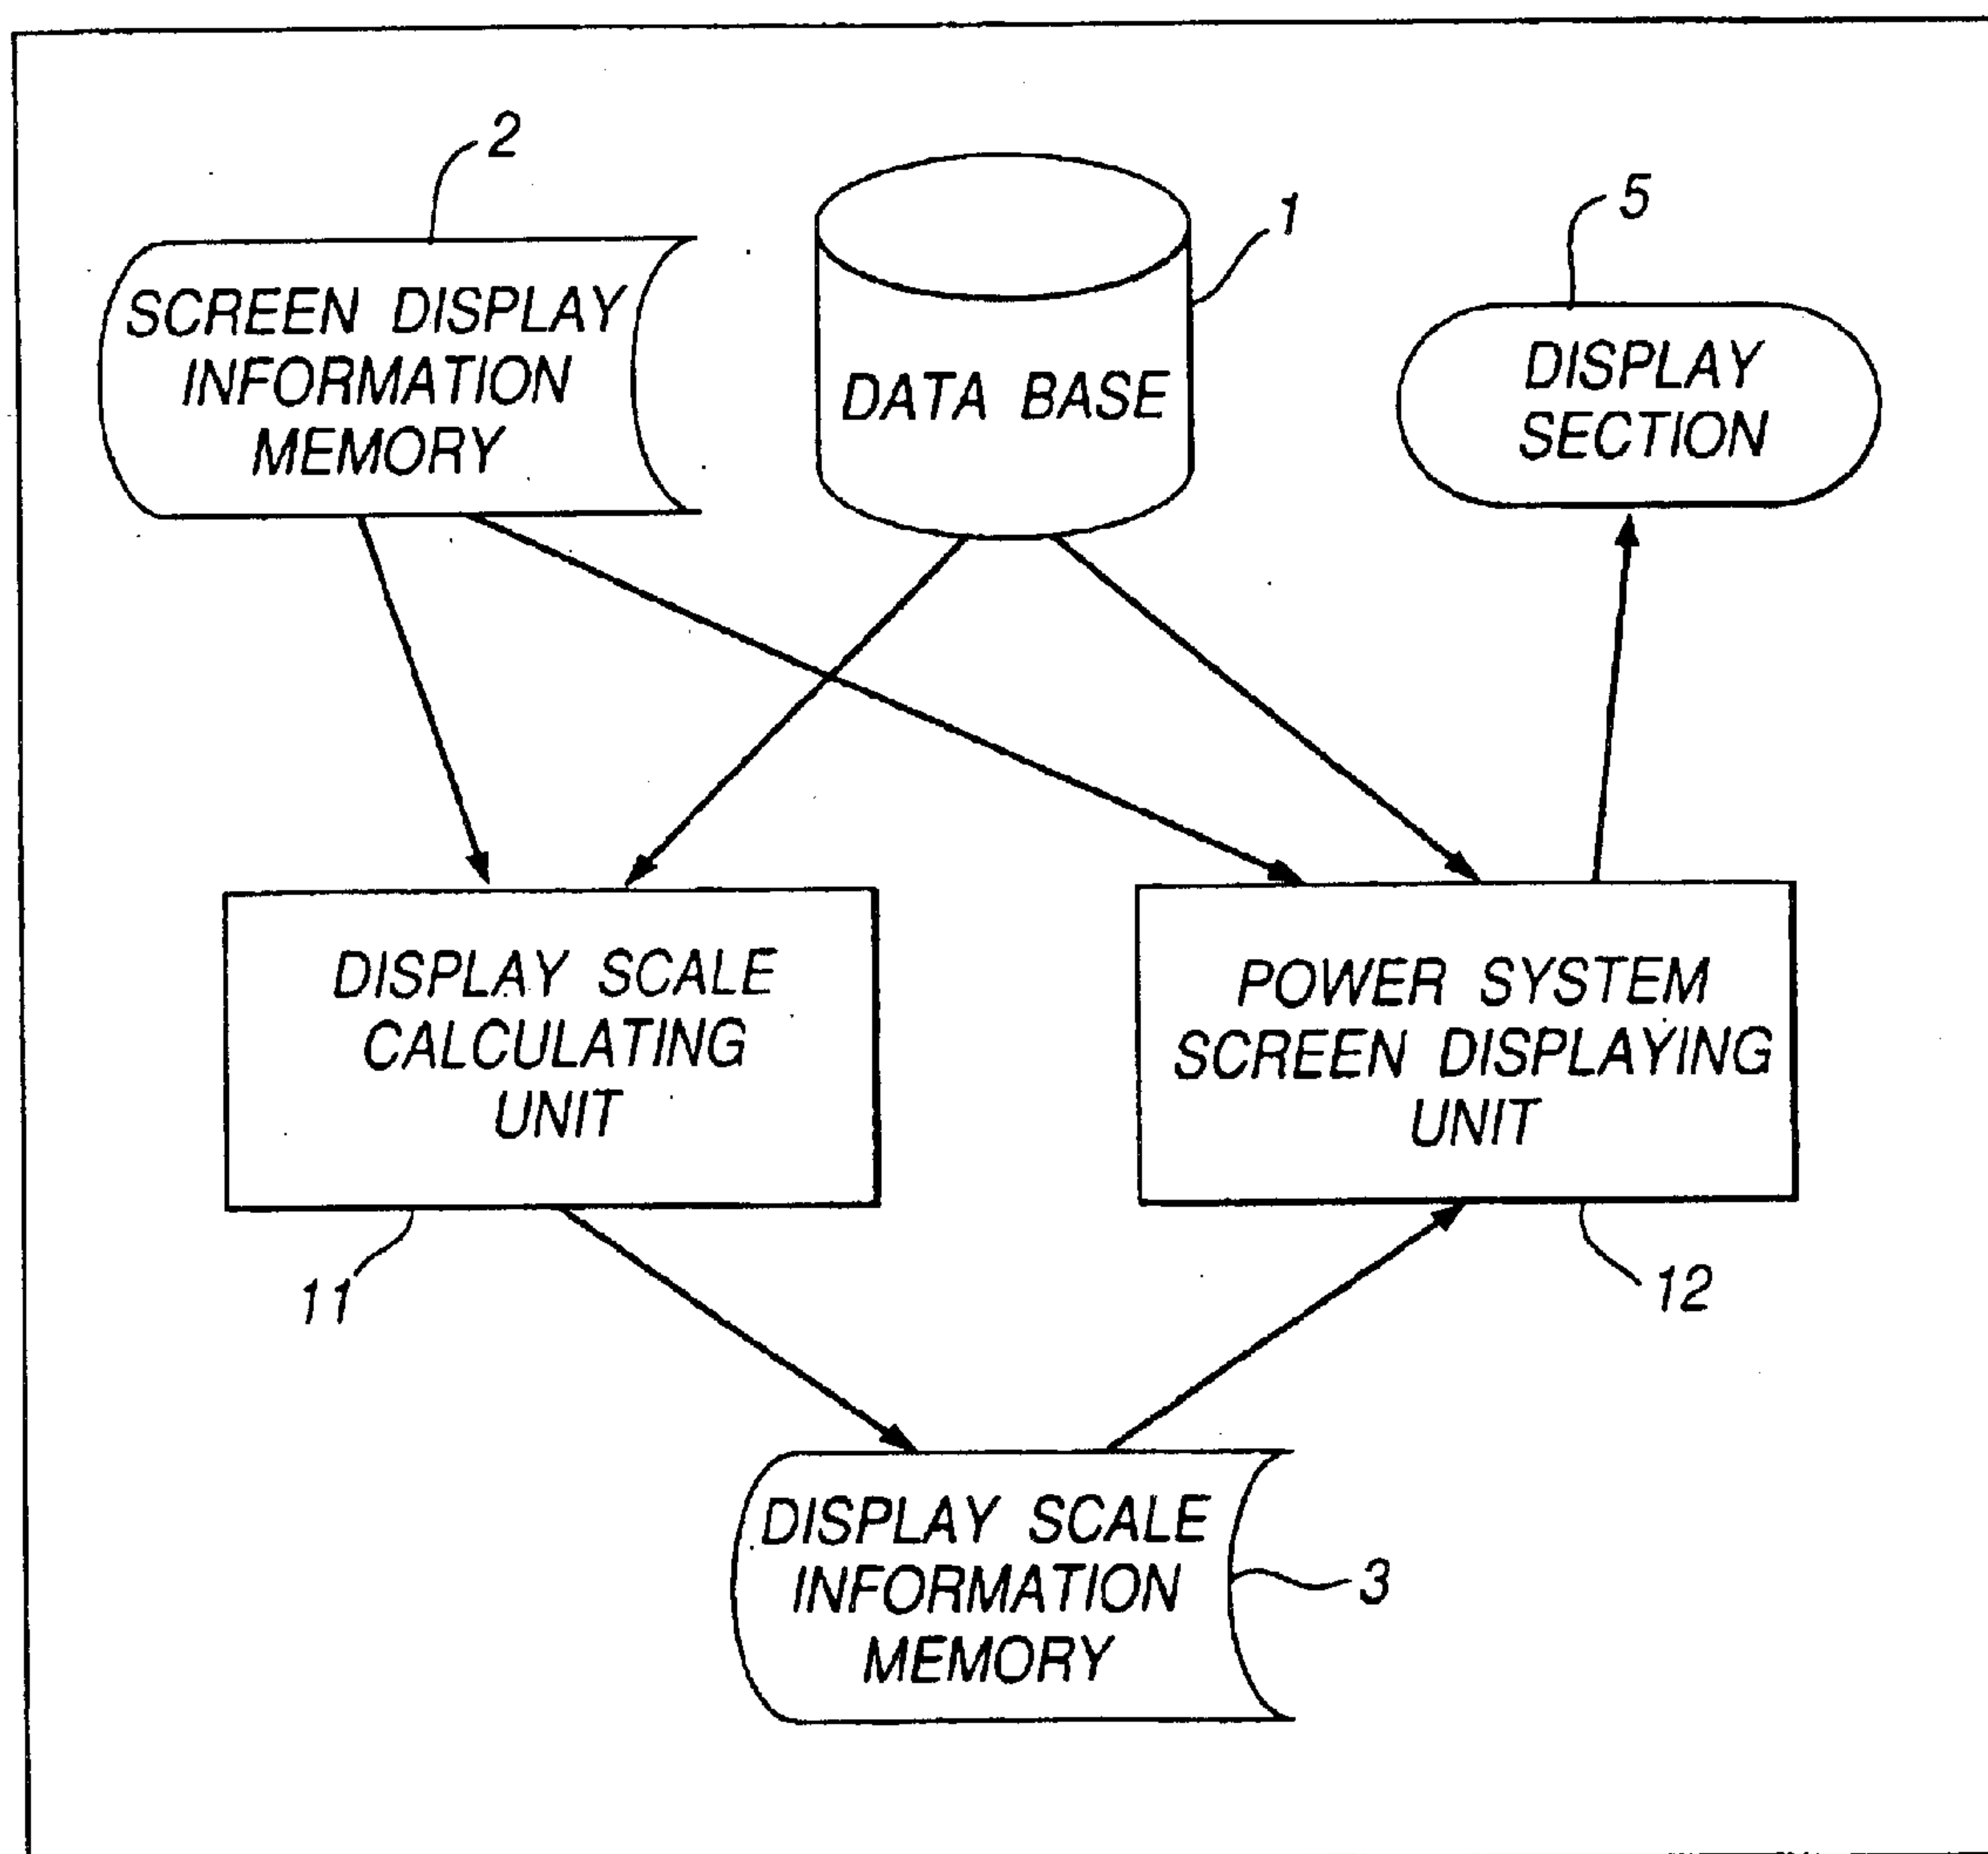 2
1
5
SCREEN DISPLAY
INFORMATION
MEMORY
DATA BASE
DISPLAY
SECTION
DISPLAY SCALE
CALCULATING
UNIT
POWER SYSTEM
SCREEN DISPLAYING
UNIT
11
12
DISPLAY SCALE
INFORMATION
MEMORY
3